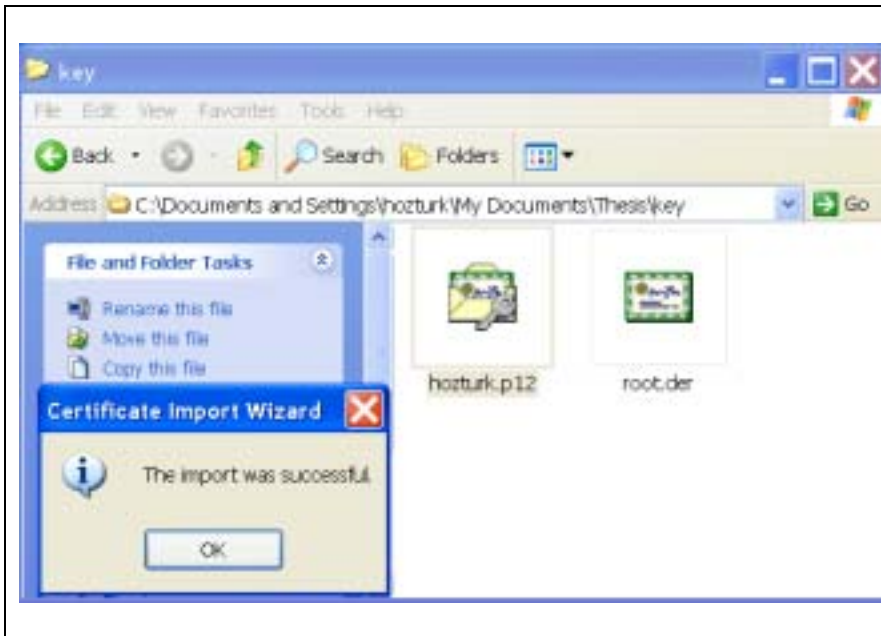 key
File Edit View Favorites Tools Help
Back Search Folders
Address C:\Documents and Settings\hozturk\My Documents\Thesis\key Go
File and Folder Tasks
Rename this file
Move this file
Copy this file
hozturk.p12 root.der
Certificate Import Wizard
The import was successful.
OK